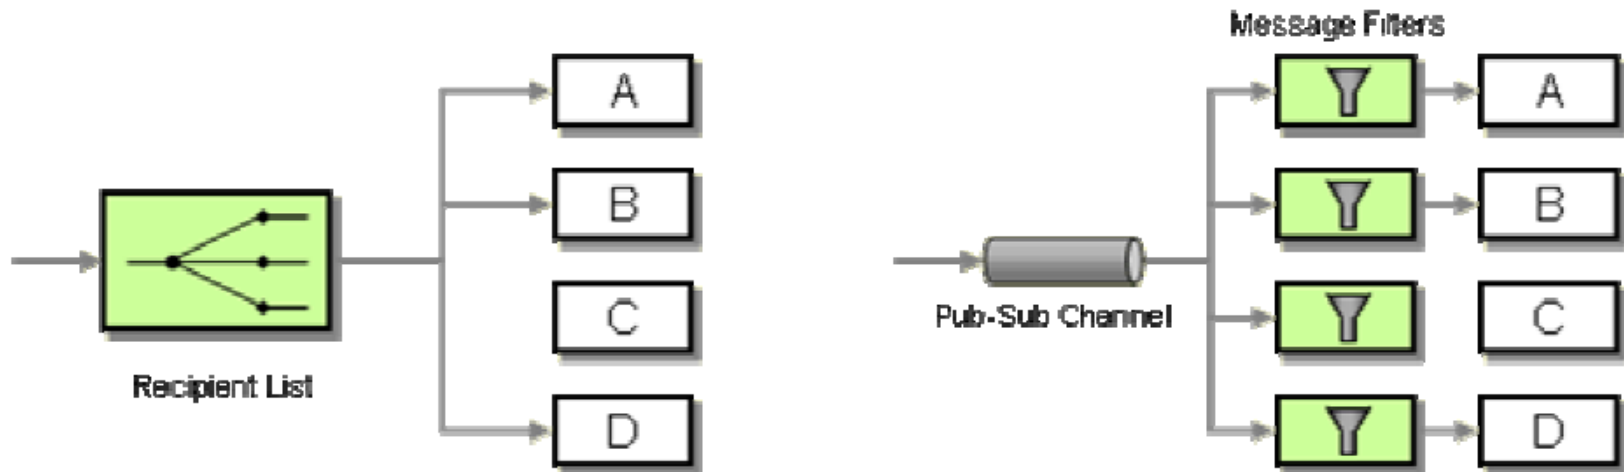 Message Filters
A
A
B
B
Pub-Sub Channel
C
C
Recipient List
D
D